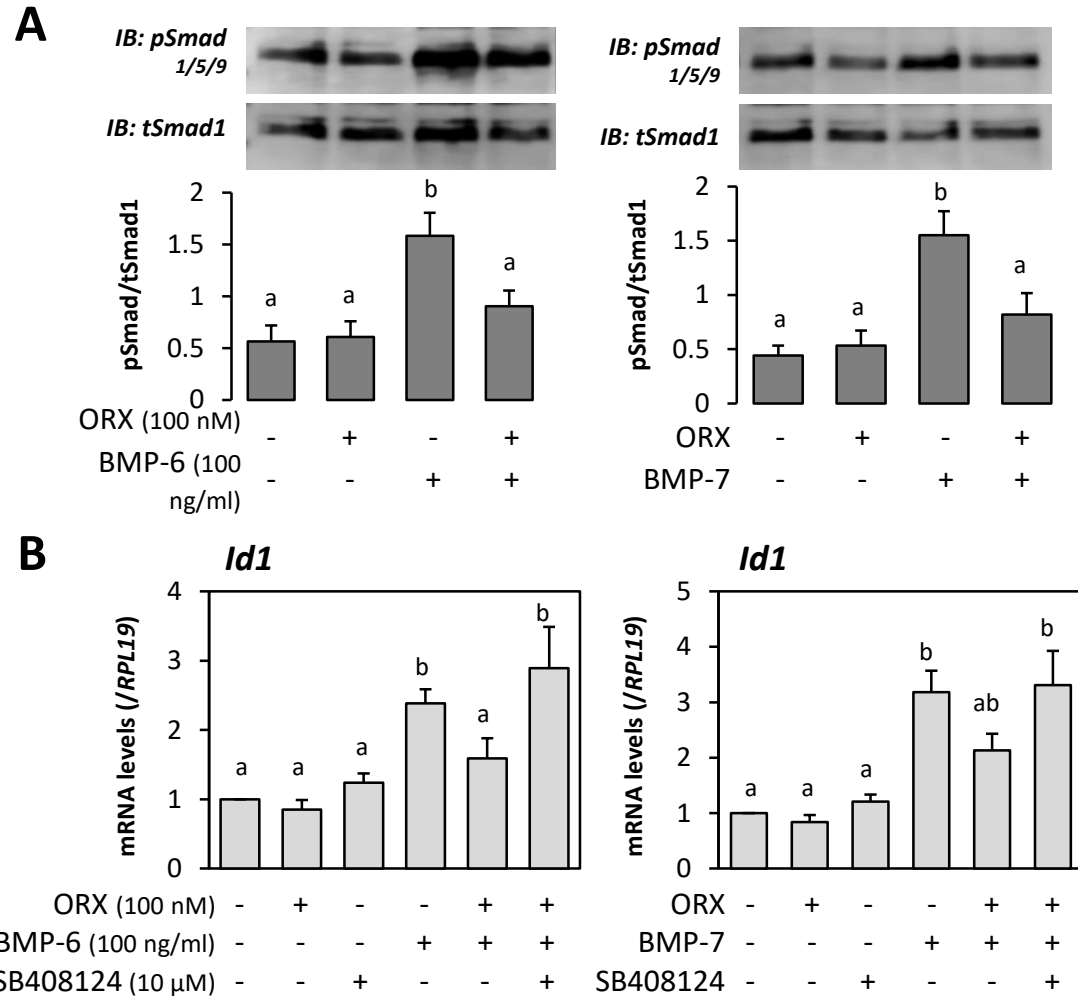 A
IB: pSmad
1/5/9
IB: tSmad1
pSmad/tSmad1
2
1.5
1
0.5
0
a
a
b
a
ORX (100 nM)
- + - +
BMP-6 (100
ng/ml)
- - + +
IB: pSmad
1/5/9
IB: tSmad1
pSmad/tSmad1
2
1.5
1
0.5
0
a
a
b
a
ORX - + - +
BMP-7 - - + +
B
Id1
mRNA levels (/RPL19)
4
3
2
1
0
a
a
a
b
a
b
ORX (100 nM) - + - - + +
BMP-6 (100 ng/ml) - - - + + +
SB408124 (10 µM) - - + - - +
Id1
mRNA levels (/RPL19)
5
4
3
2
1
0
a
a
a
b
ab
b
ORX - + - - + +
BMP-7 - - - + + +
SB408124 - - + - - +